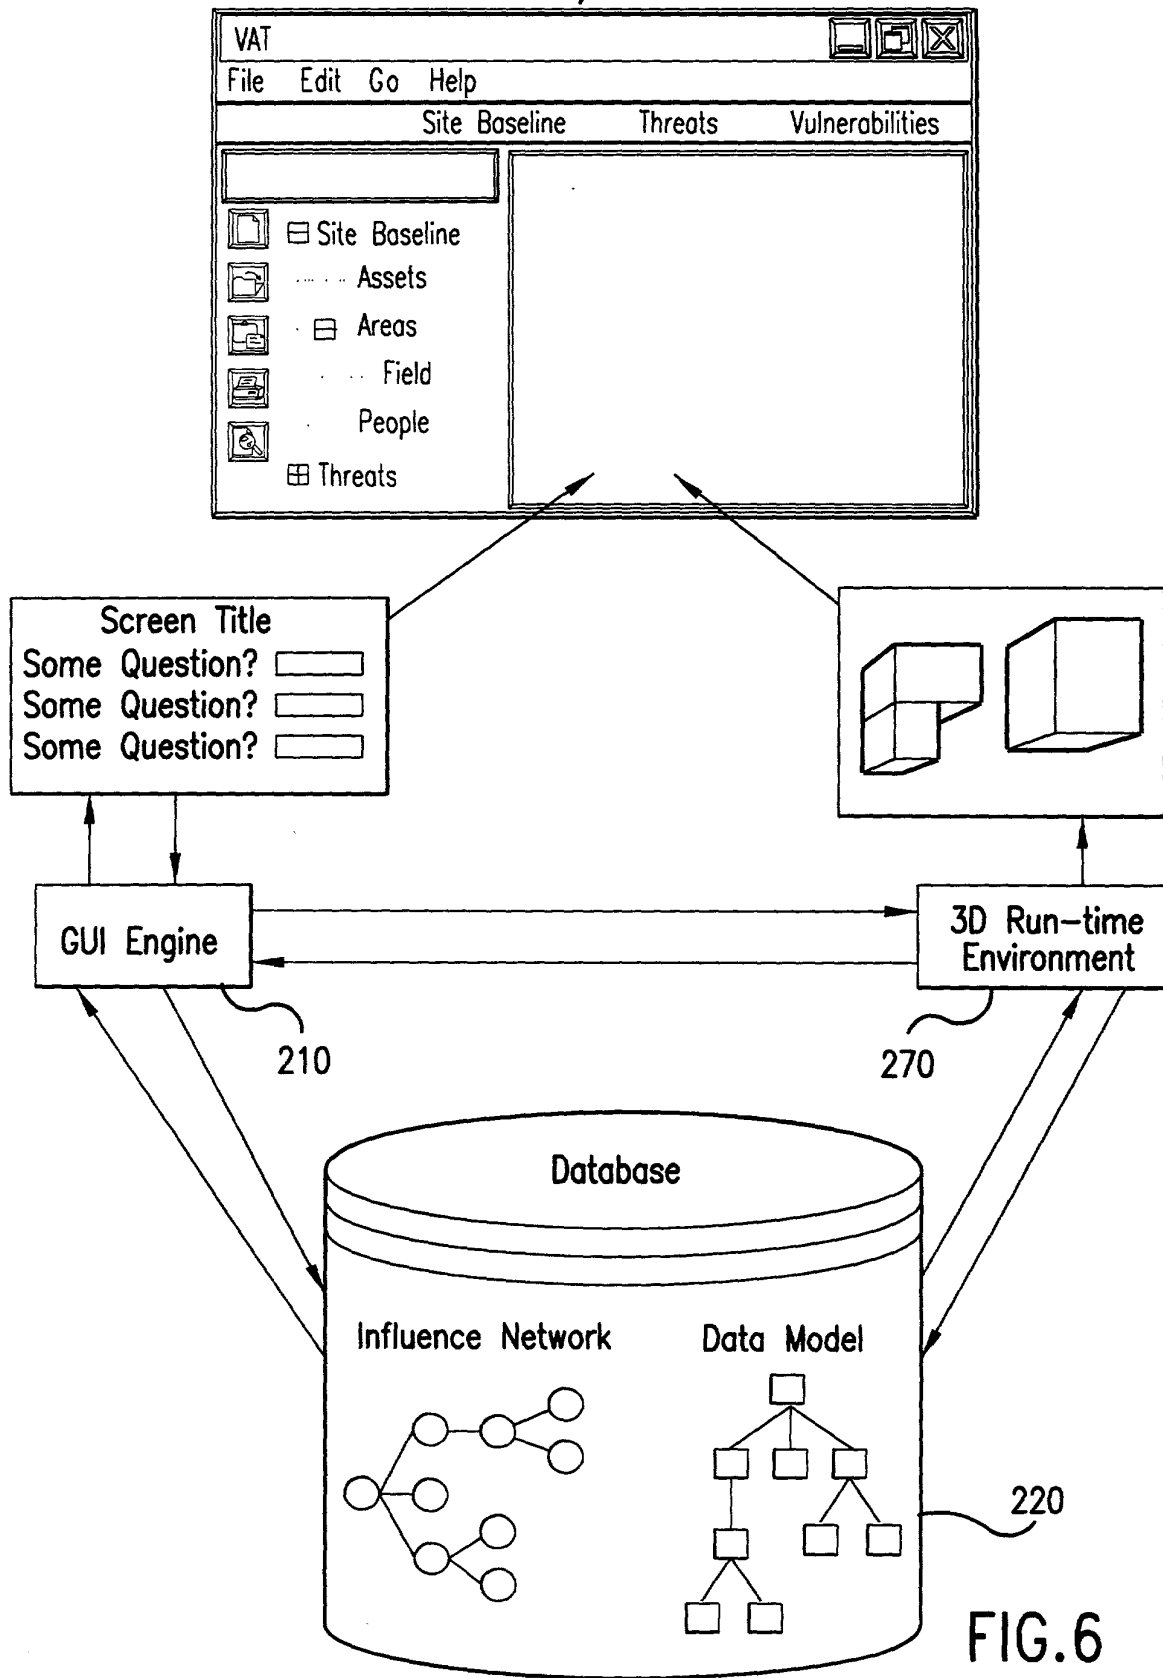 VAT
File Edit Go Help
Site Baseline Threats Vulnerabilities
Site Baseline
Assets
Areas
Field
People
Threats
Screen Title
Some Question?
Some Question?
Some Question?
GUI Engine
3D Run-time
Environment
210
270
Database
Influence Network
Data Model
220
FIG.6